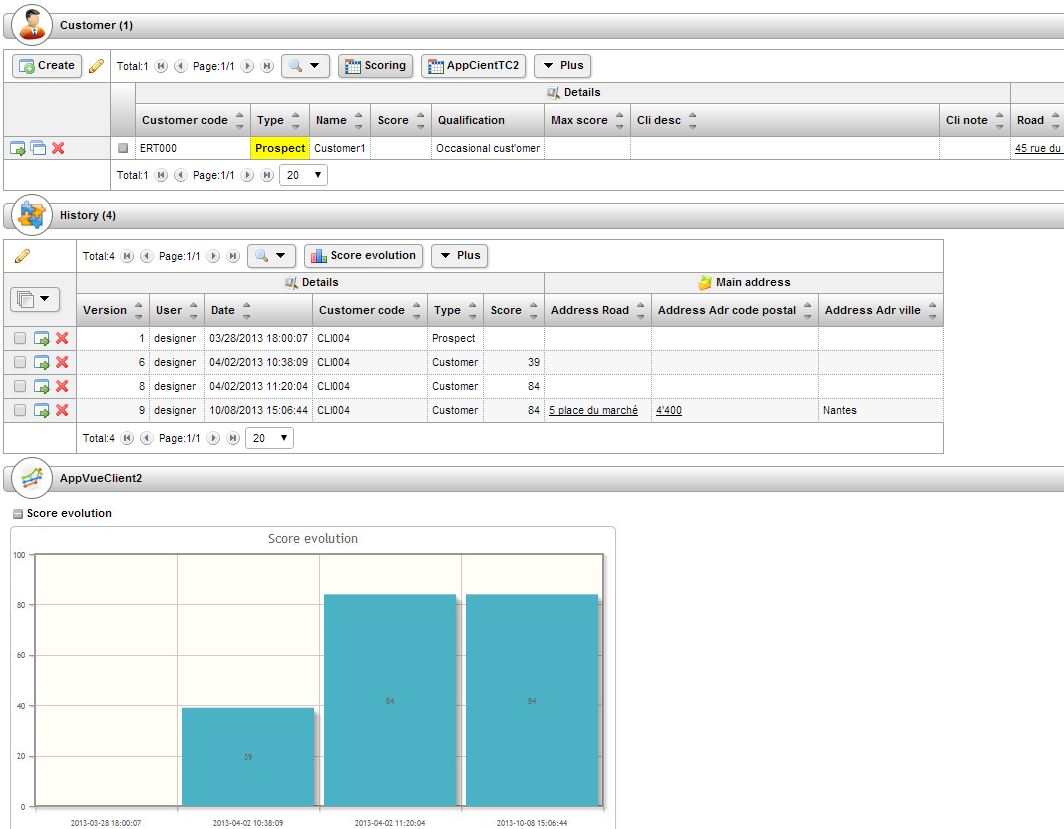 Customer (1)
Create Total:1 Page:1/1 Scoring AppCientTC2 Plus
Details
Customer code Type Name Score Qualification Max score Cli desc Cli note Road
ERT000 Prospect Customer1 Occasional cust'omer 45 rue du
Total:1 Page:1/1 20
History (4)
Total:4 Page:1/1 Score evolution Plus
Details Main address
Version User Date Customer code Type Score Address Road Address Adr code postal Address Adr ville
1 designer 03/28/2013 18:00:07 CLI004 Prospect
6 designer 04/02/2013 10:38:09 CLI004 Customer 39
8 designer 04/02/2013 11:20:04 CLI004 Customer 84
9 designer 10/08/2013 15:06:44 CLI004 Customer 84 5 place du marché 4'400 Nantes
Total:4 Page:1/1 20
AppVueClient2
Score evolution
Score evolution
100
80
60
40
20
0
39
84
84
2013-03-28 18:00:07 2013-04-02 10:38:09 2013-04-02 11:20:04 2013-10-08 15:06:44